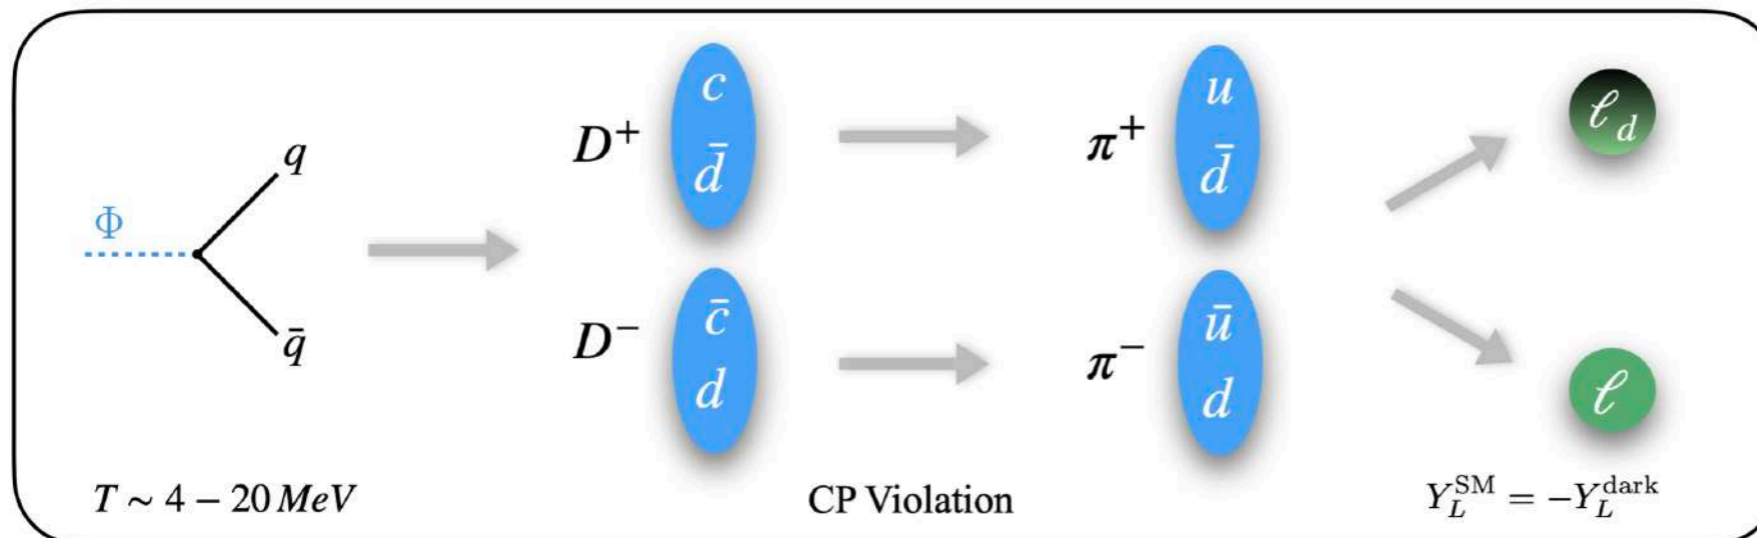 Φ
q
q̄
T ∼ 4 − 20 MeV
D⁺
c
d̄
D⁻
c̄
d
CP Violation
π⁺
u
d̄
π⁻
ū
d
ℓ_d
ℓ
Y_L^SM = −Y_L^dark